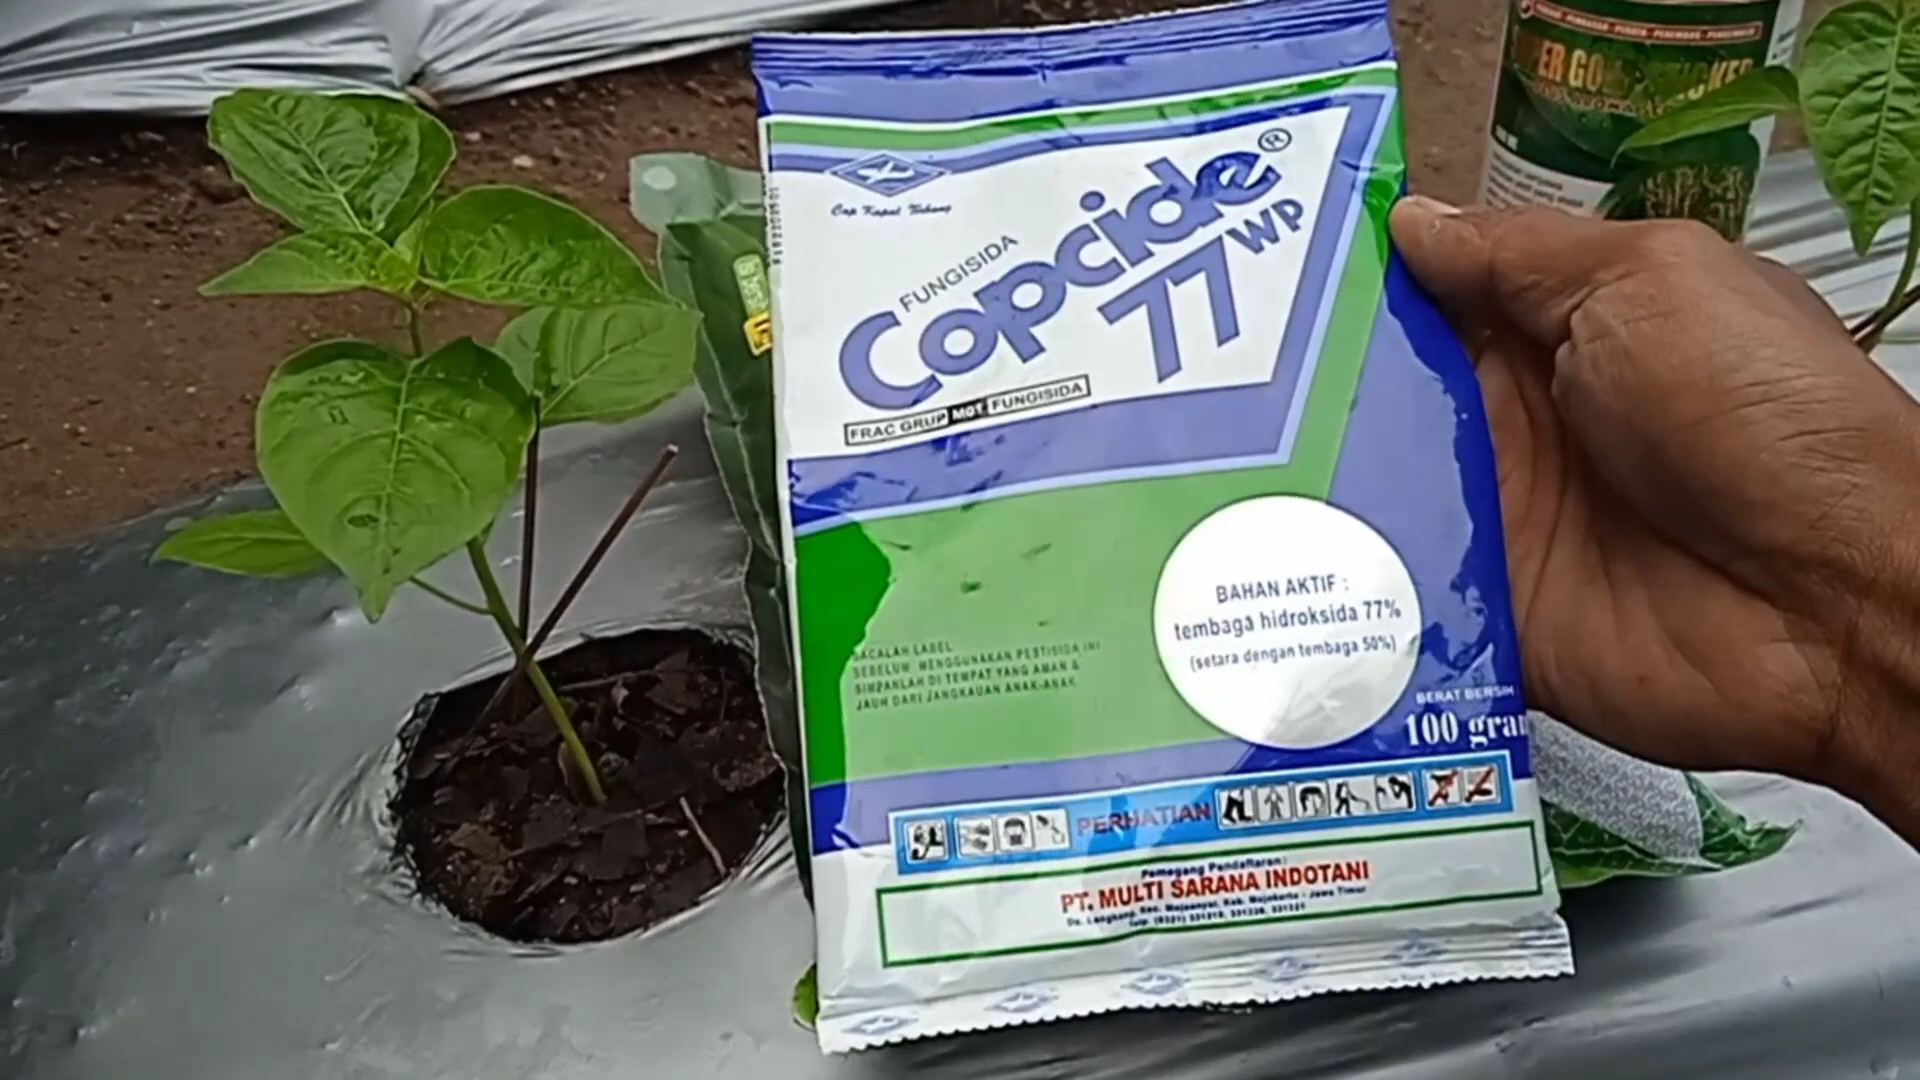 Cap Kapal Terbang
FUNGISIDA
Copcide®
77 WP
FRAC GRUP M01 FUNGISIDA
BAHAN AKTIF :
tembaga hidroksida 77%
(setara dengan tembaga 50%)
BACALAH LABEL
SEBELUM MENGGUNAKAN PESTISIDA INI
SIMPANLAH DI TEMPAT YANG AMAN &
JAUH DARI JANGKAUAN ANAK-ANAK.
BERAT BERSIH
100 gram
PERHATIAN
Pemegang Pendaftaran:
PT. MULTI SARANA INDOTANI